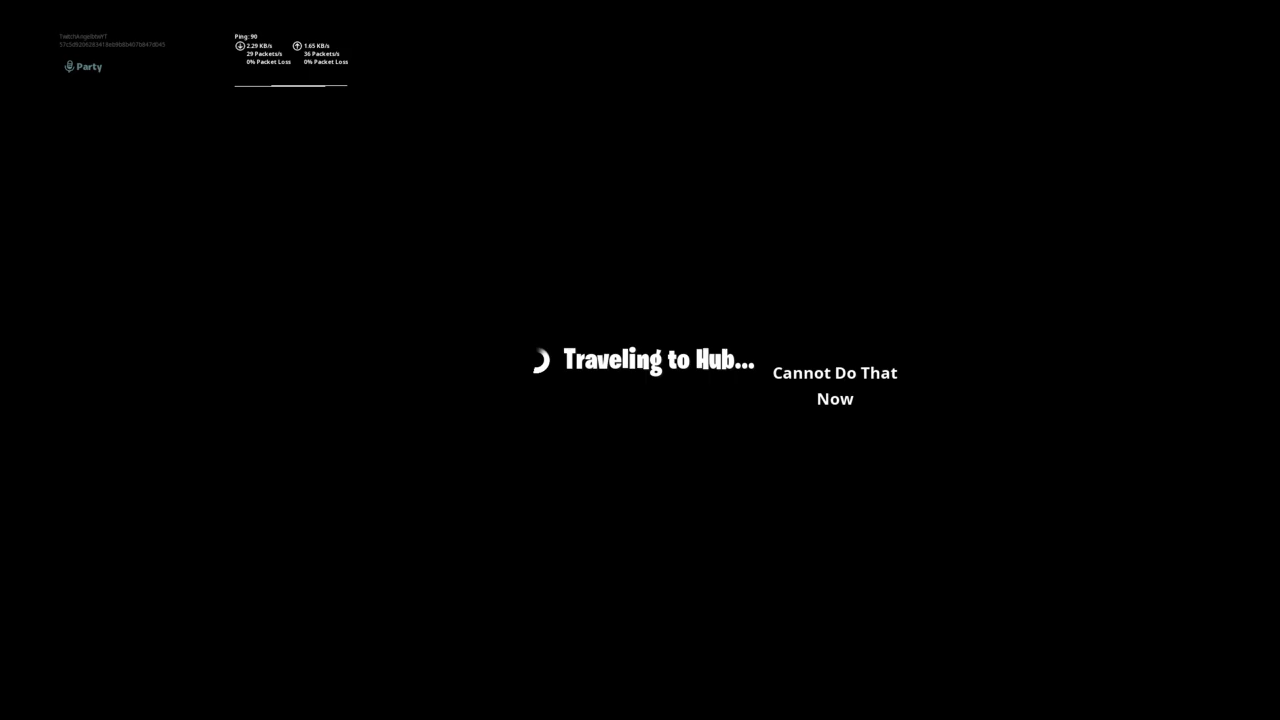 Ping: 90
2.29 KB/s
1.65 KB/s
29 Packets/s
36 Packets/s
0% Packet Loss
0% Packet Loss
Party
Traveling to Hub...
Cannot Do That
Now